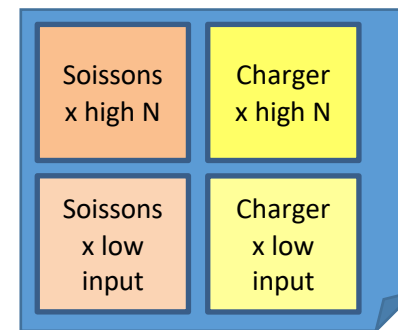 Soissons
x high N
Charger
x high N
Soissons
x low
input
Charger
x low
input